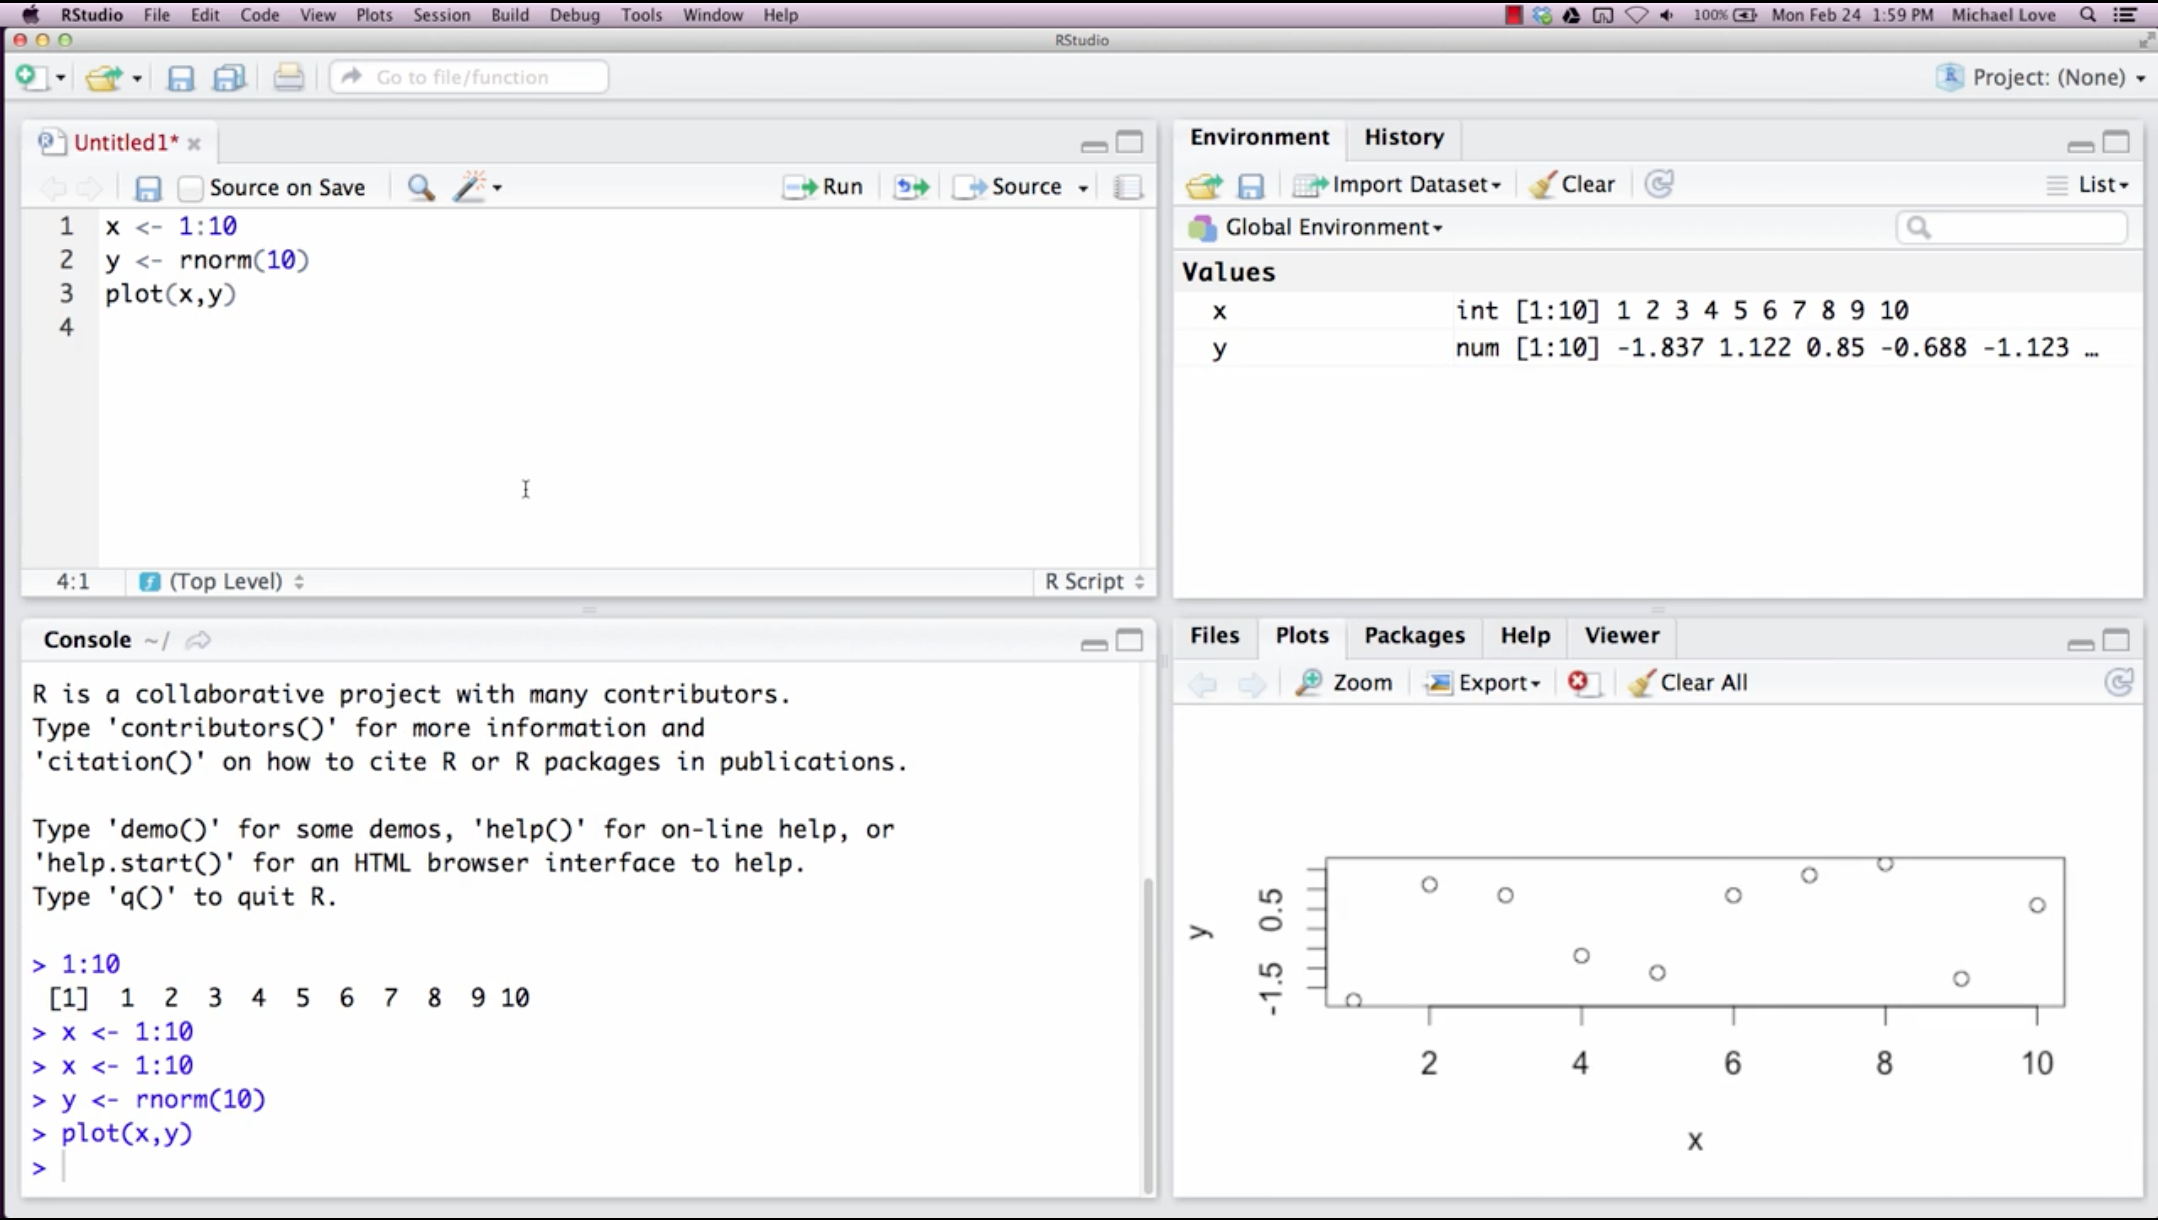 RStudio File Edit Code View Plots Session Build Debug Tools Window Help 100% Mon Feb 24 1:59 PM Michael Love
RStudio
Go to file/function Project: (None)
Untitled1*
Source on Save Run Source
1 x <- 1:10
2 y <- rnorm(10)
3 plot(x,y)
4
4:1 (Top Level) R Script
Environment History
Import Dataset Clear List
Global Environment
Values
x int [1:10] 1 2 3 4 5 6 7 8 9 10
y num [1:10] -1.837 1.122 0.85 -0.688 -1.123 …
Console ~/
R is a collaborative project with many contributors.
Type 'contributors()' for more information and
'citation()' on how to cite R or R packages in publications.
Type 'demo()' for some demos, 'help()' for on-line help, or
'help.start()' for an HTML browser interface to help.
Type 'q()' to quit R.
> 1:10
[1] 1 2 3 4 5 6 7 8 9 10
> x <- 1:10
> x <- 1:10
> y <- rnorm(10)
> plot(x,y)
>
Files Plots Packages Help Viewer
Zoom Export Clear All
y
0.5
-1.5
2 4 6 8 10
x